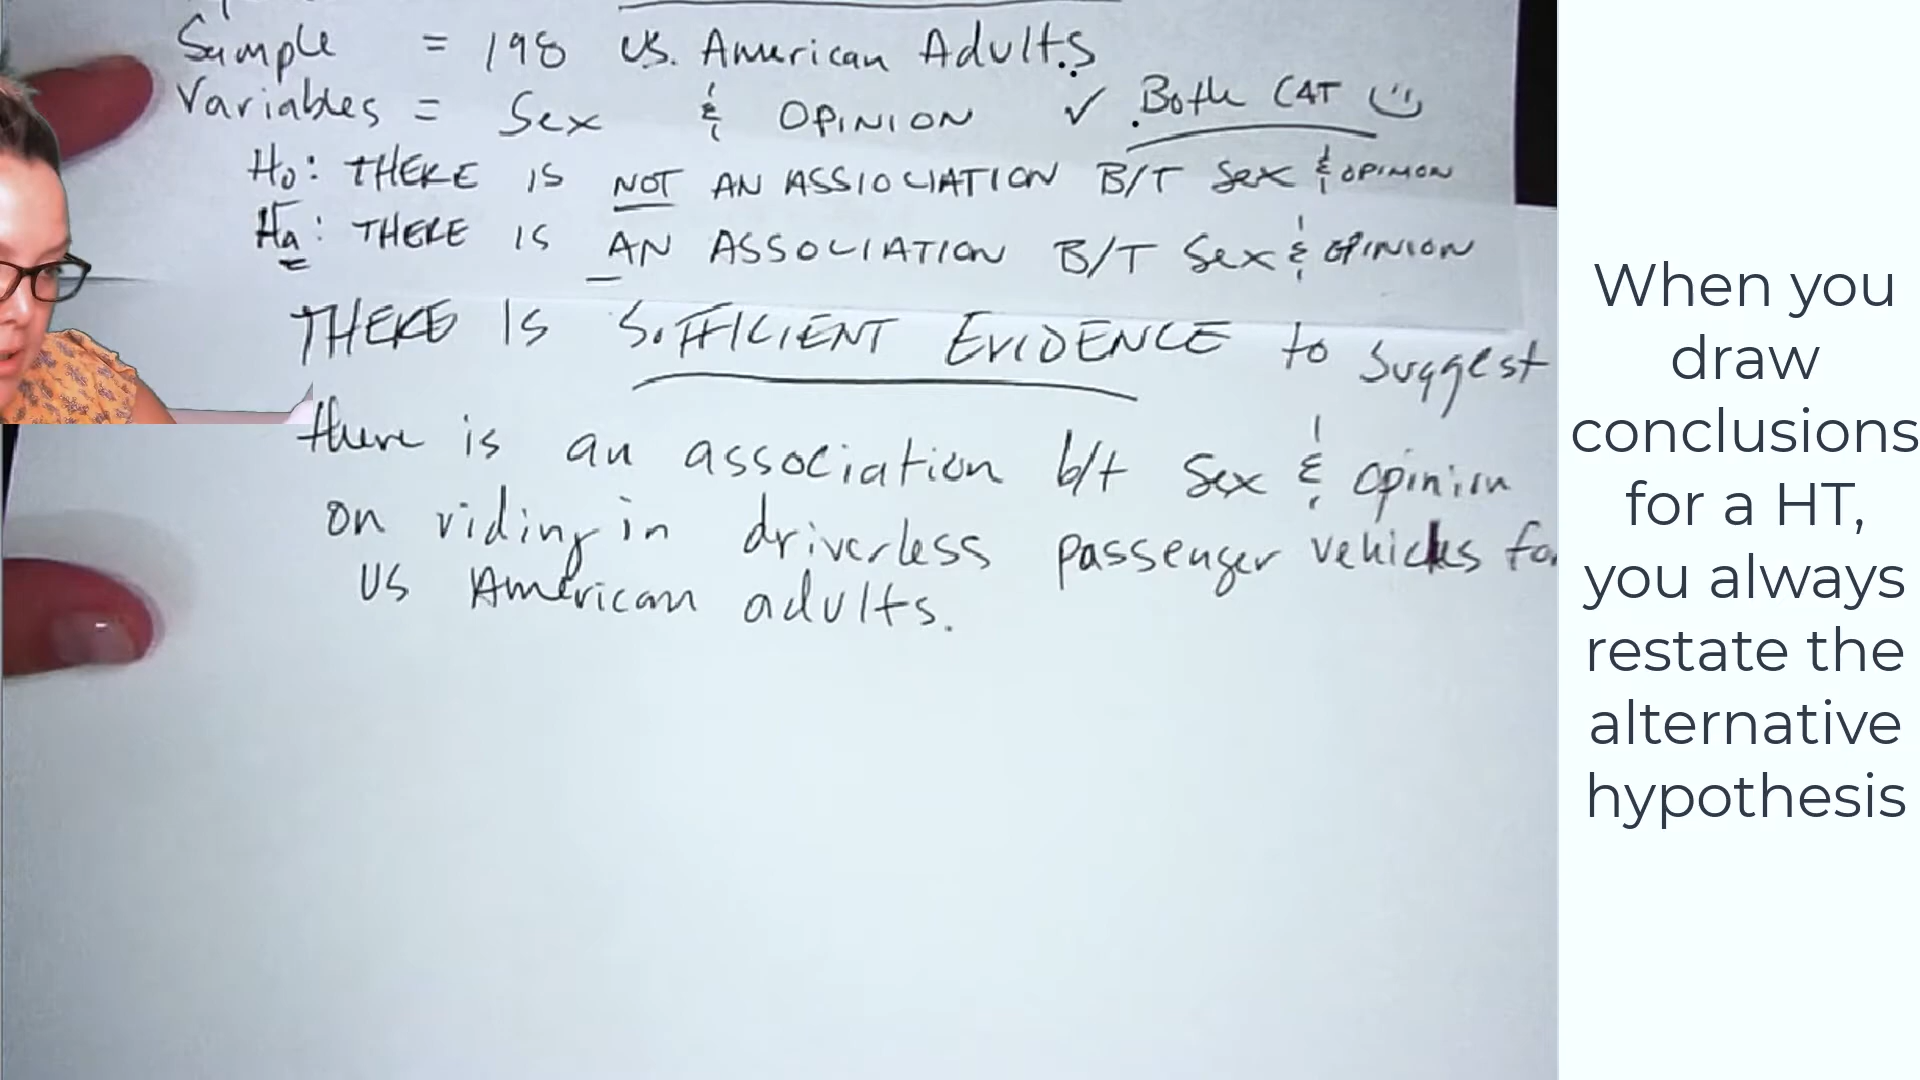 Sample = 198 US. American Adults
Variables = Sex & OPINION ✓ Both CAT
H0: THERE IS NOT AN ASSIOCIATION B/T Sex & OPINION
Ha: THERE IS AN ASSOCIATION B/T Sex & OPINION
THERE IS SUFFICIENT EVIDENCE to suggest
there is an association b/t Sex & Opinion
on riding in driverless passenger vehicles for
US American adults.
When you
draw
conclusions
for a HT,
you always
restate the
alternative
hypothesis